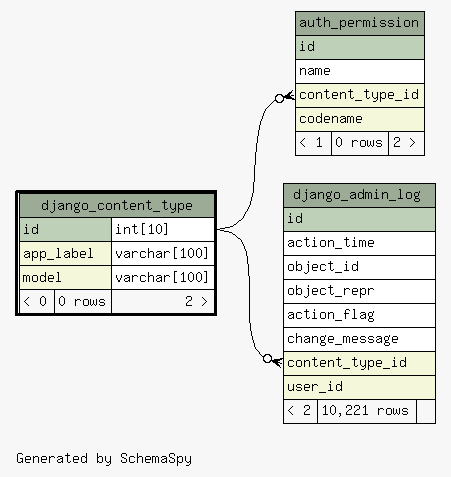 auth_permission
id
name
content_type_id
codename
< 1 0 rows 2 >
django_content_type
id int[10]
app_label varchar[100]
model varchar[100]
< 0 0 rows 2 >
django_admin_log
id
action_time
object_id
object_repr
action_flag
change_message
content_type_id
user_id
< 2 10,221 rows
Generated by SchemaSpy